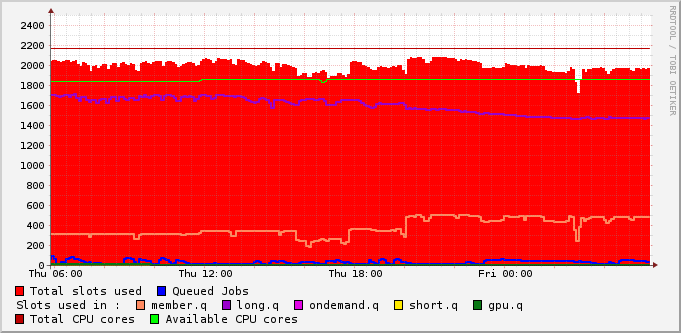 2400
2200
2000
1800
1600
1400
1200
1000
800
600
400
200
0
Thu 06:00 Thu 12:00 Thu 18:00 Fri 00:00
RRDTOOL / TOBI OETIKER
Total slots used Queued Jobs
Slots used in : member.q long.q ondemand.q short.q gpu.q
Total CPU cores Available CPU cores